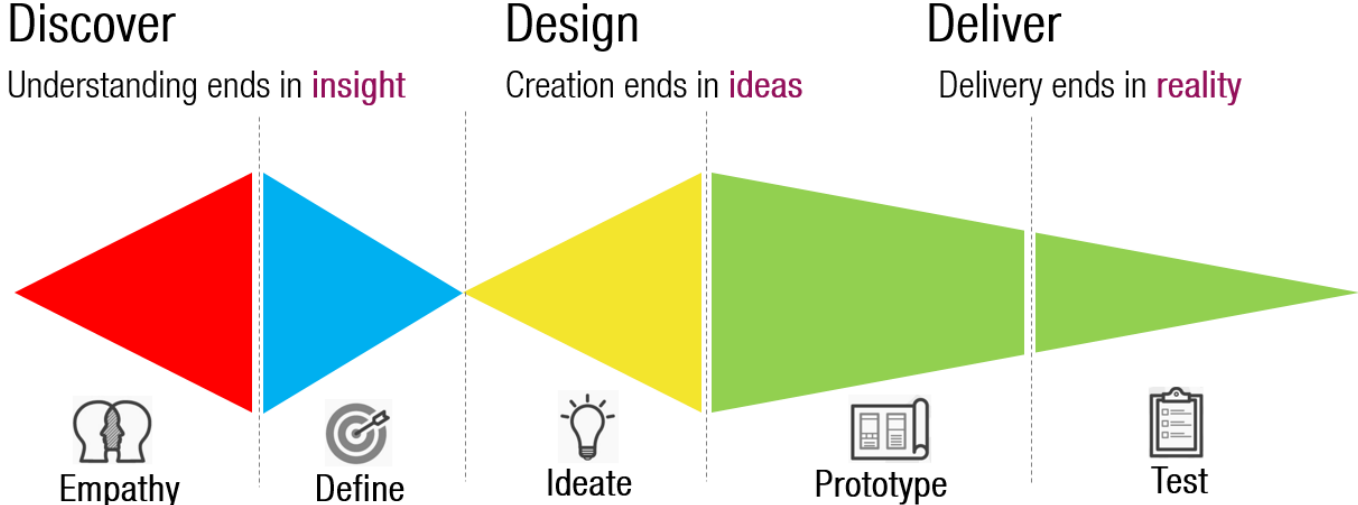 Discover
Understanding ends in insight
Design
Creation ends in ideas
Deliver
Delivery ends in reality
Empathy
Define
Ideate
Prototype
Test